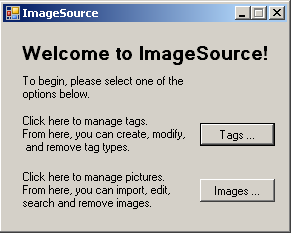 ImageSource
Welcome to ImageSource!
To begin, please select one of the
options below.
Click here to manage tags.
From here, you can create, modify,
and remove tag types.
Tags ...
Click here to manage pictures.
From here, you can import, edit,
search and remove images.
Images ...